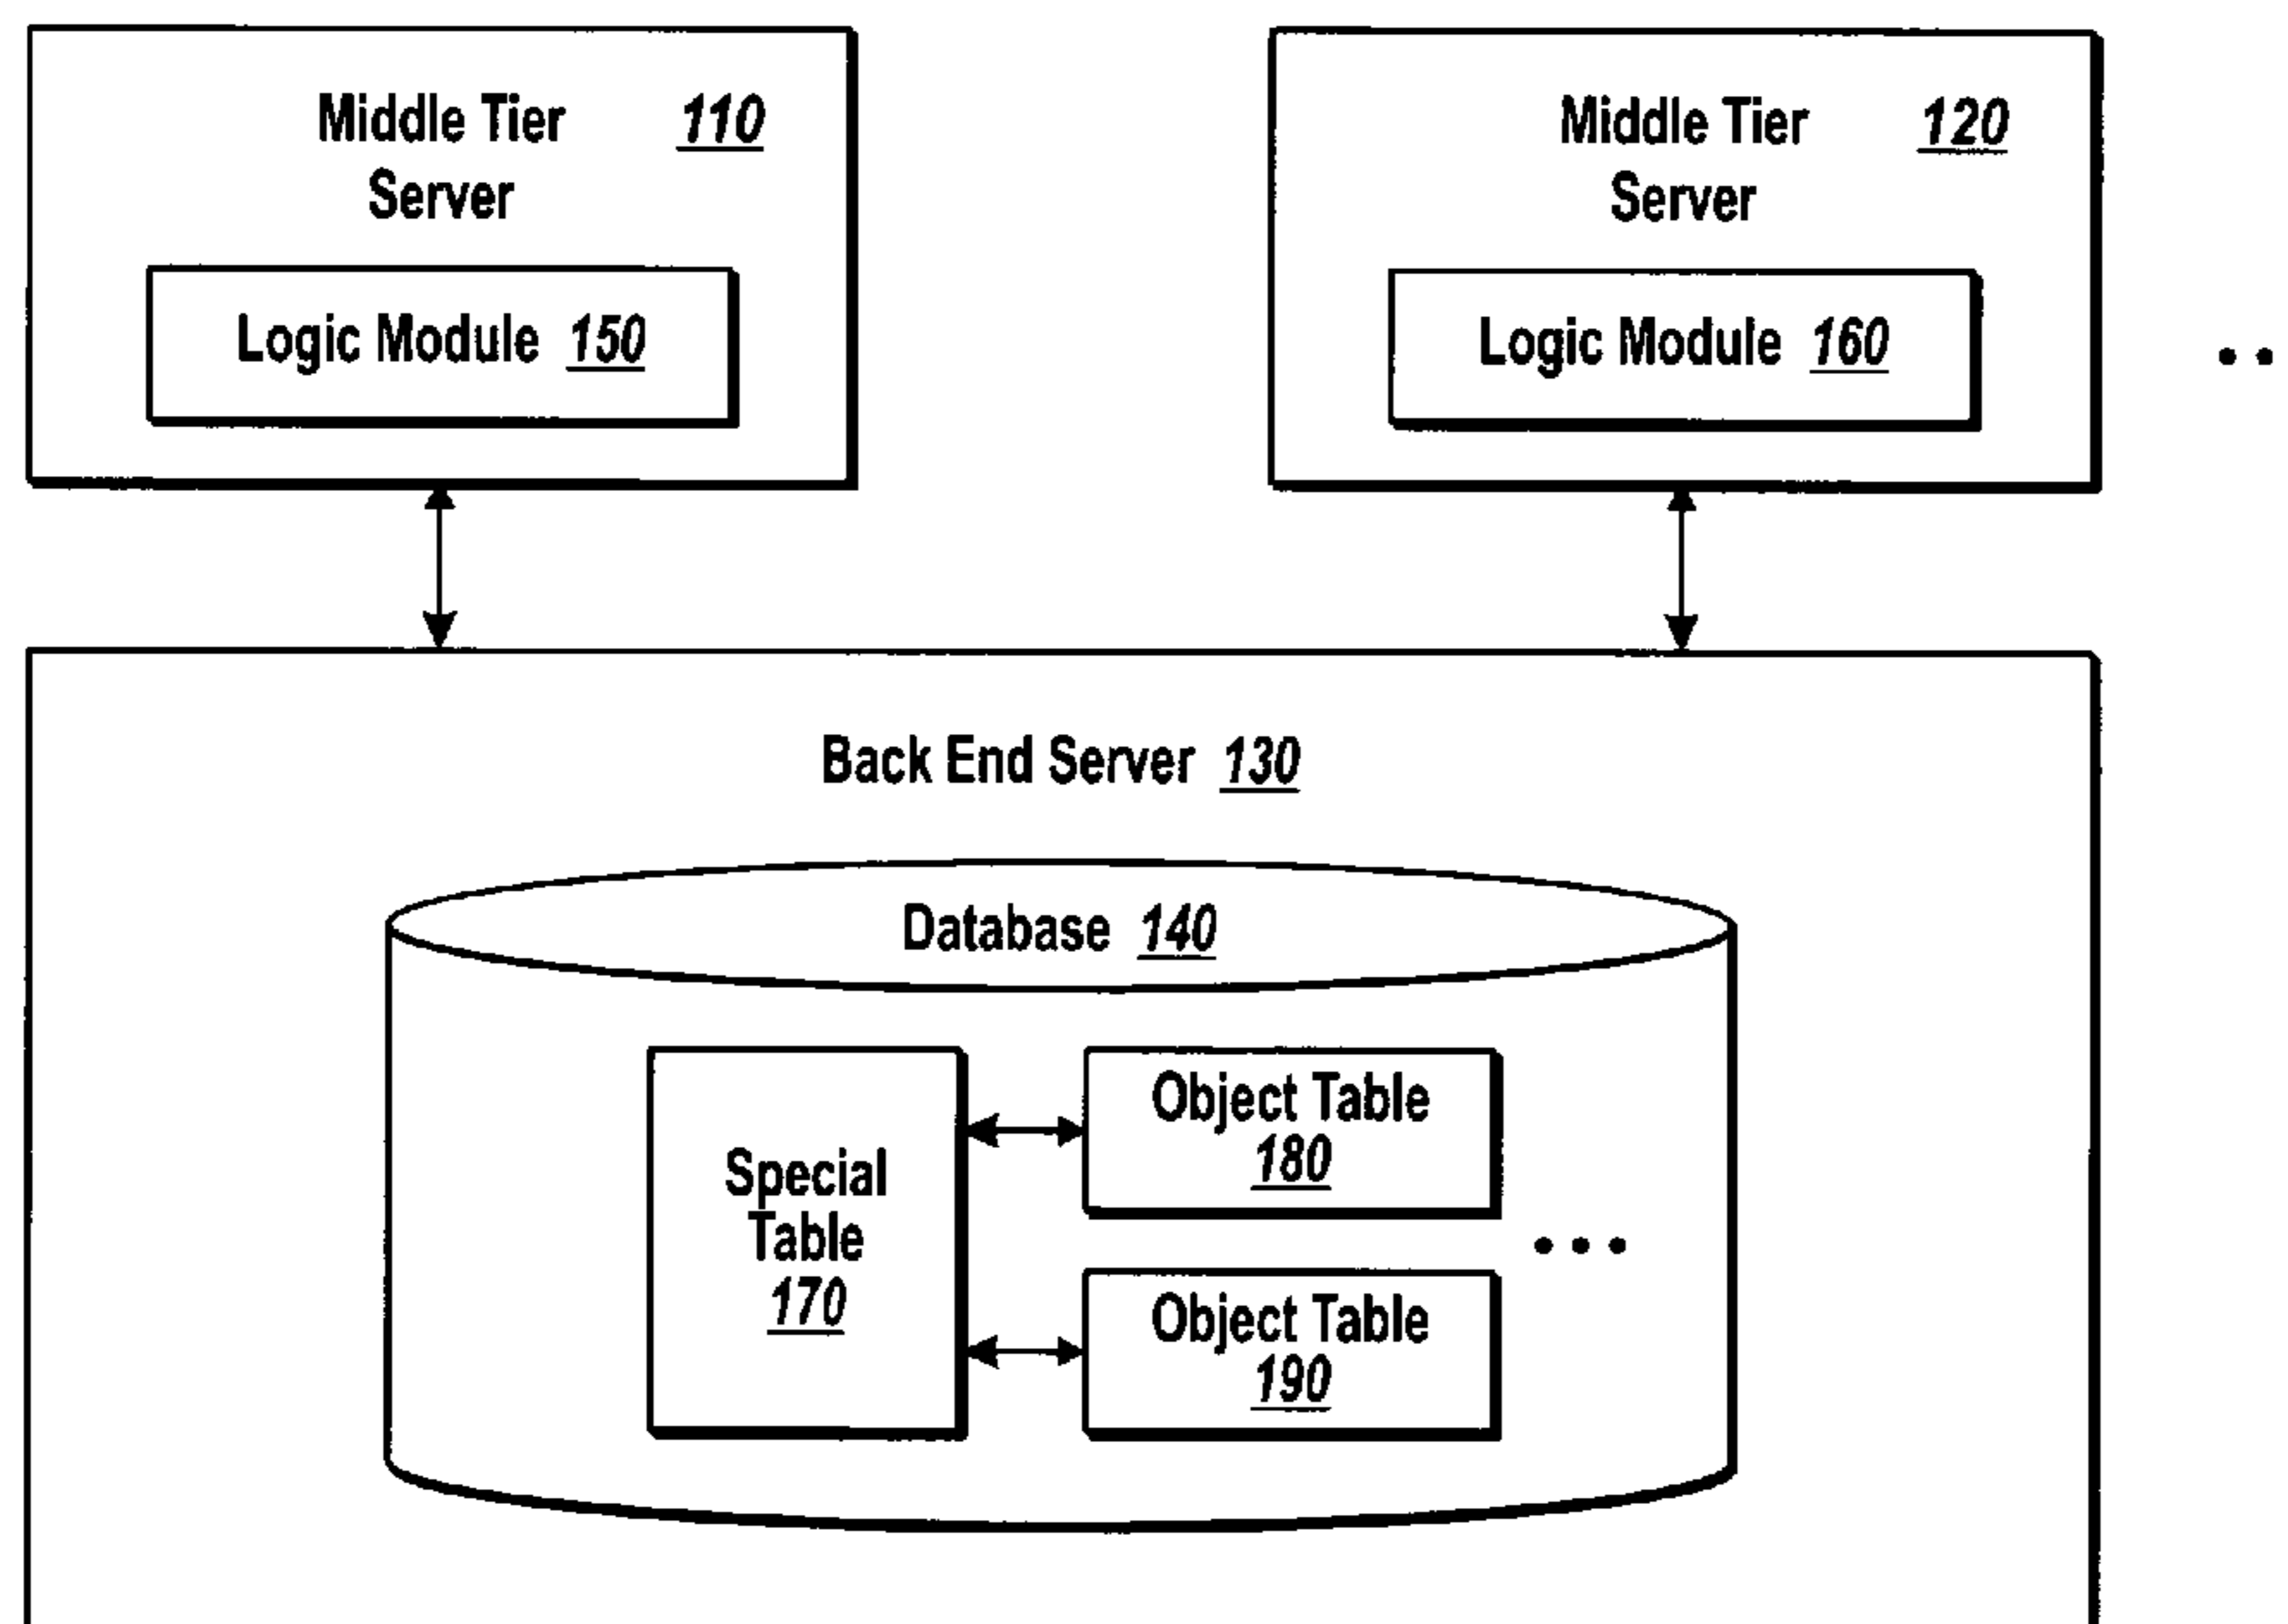 Middle Tier 110
Server
Logic Module 150
Middle Tier 120
Server
Logic Module 160
..
Back End Server 130
Database 140
Special
Table
170
Object Table
180
...
Object Table
190